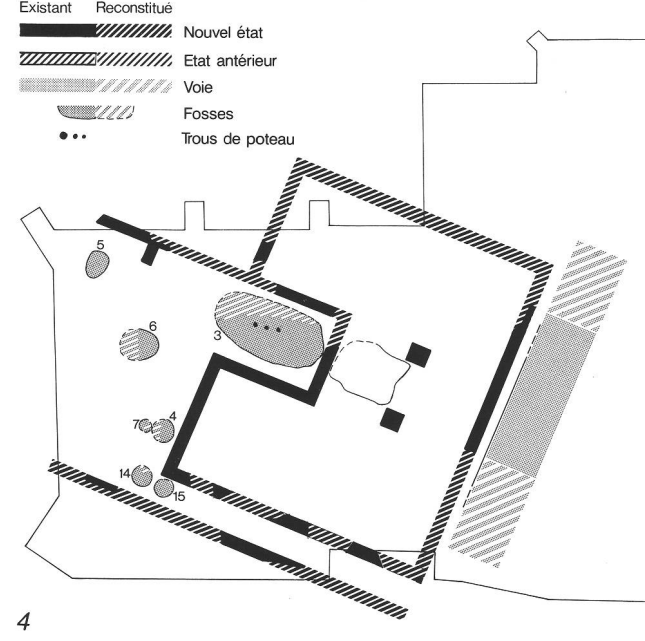 Existant Reconstitué
Nouvel état
Etat antérieur
Voie
Fosses
Trous de poteau
5
6
3
7 4
14
15
4